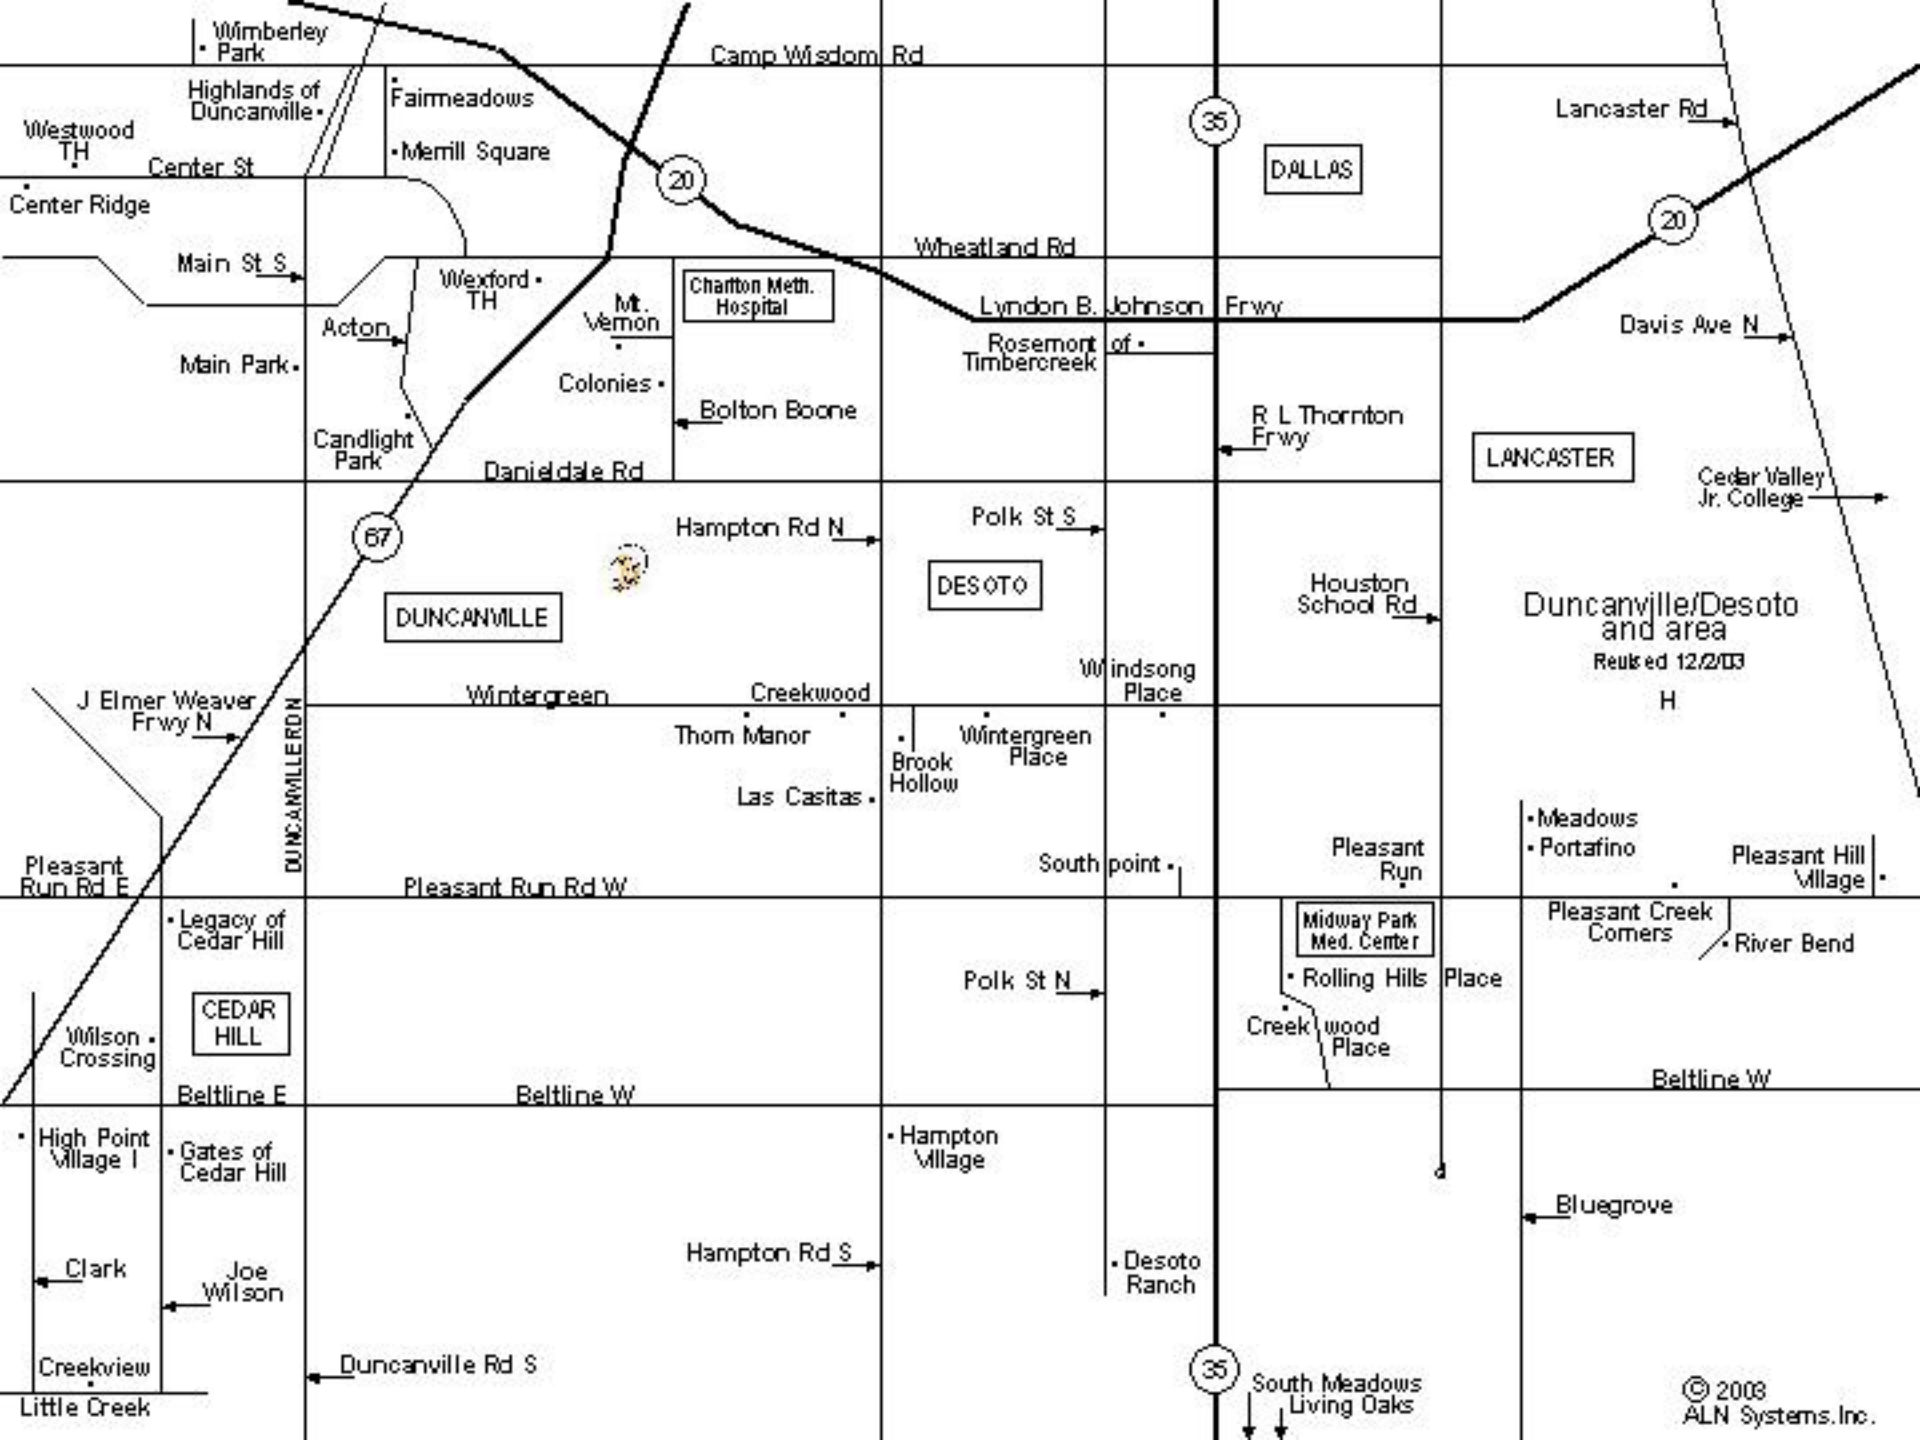 Wimberley
Park
Camp Wisdom Rd
Highlands of
Duncanville
Fairmeadows
Lancaster Rd
35
Westwood
TH
Merrill Square
Center St
DALLAS
20
Center Ridge
20
Wheatland Rd
Main St S
Wexford
TH
Charlton Meth.
Hospital
Mt.
Vernon
Lyndon B. Johnson Frwy
Acton
Davis Ave N
Rosemont of
Timbercreek
Main Park
Colonies
Bolton Boone
R L Thornton
Frwy
Candlight
Park
LANCASTER
Danieldale Rd
Cedar Valley
Jr. College
Hampton Rd N
Polk St S
67
DESOTO
Houston
School Rd
DUNCANVILLE
Duncanville/Desoto
and area
Revised 12/2/03
H
Windsong
Place
J Elmer Weaver
Frwy N
Wintergreen
Creekwood
DUNCANVILLE RD N
Thorn Manor
Wintergreen
Place
Brook
Hollow
Las Casitas
Meadows
Portafino
Pleasant
Run
Pleasant Hill
Village
South point
Pleasant
Run Rd E
Pleasant Run Rd W
Legacy of
Cedar Hill
Midway Park
Med. Center
Pleasant Creek
Corners
River Bend
Polk St N
Rolling Hills Place
CEDAR
HILL
Wilson
Crossing
Creek wood
Place
Beltline E
Beltline W
Beltline W
High Point
Village I
Gates of
Cedar Hill
Hampton
Village
d
Bluegrove
Hampton Rd S
Desoto
Ranch
Clark
Joe
Wilson
Creekview
Duncanville Rd S
35
South Meadows
Living Oaks
Little Creek
© 2003
ALN Systems.Inc.